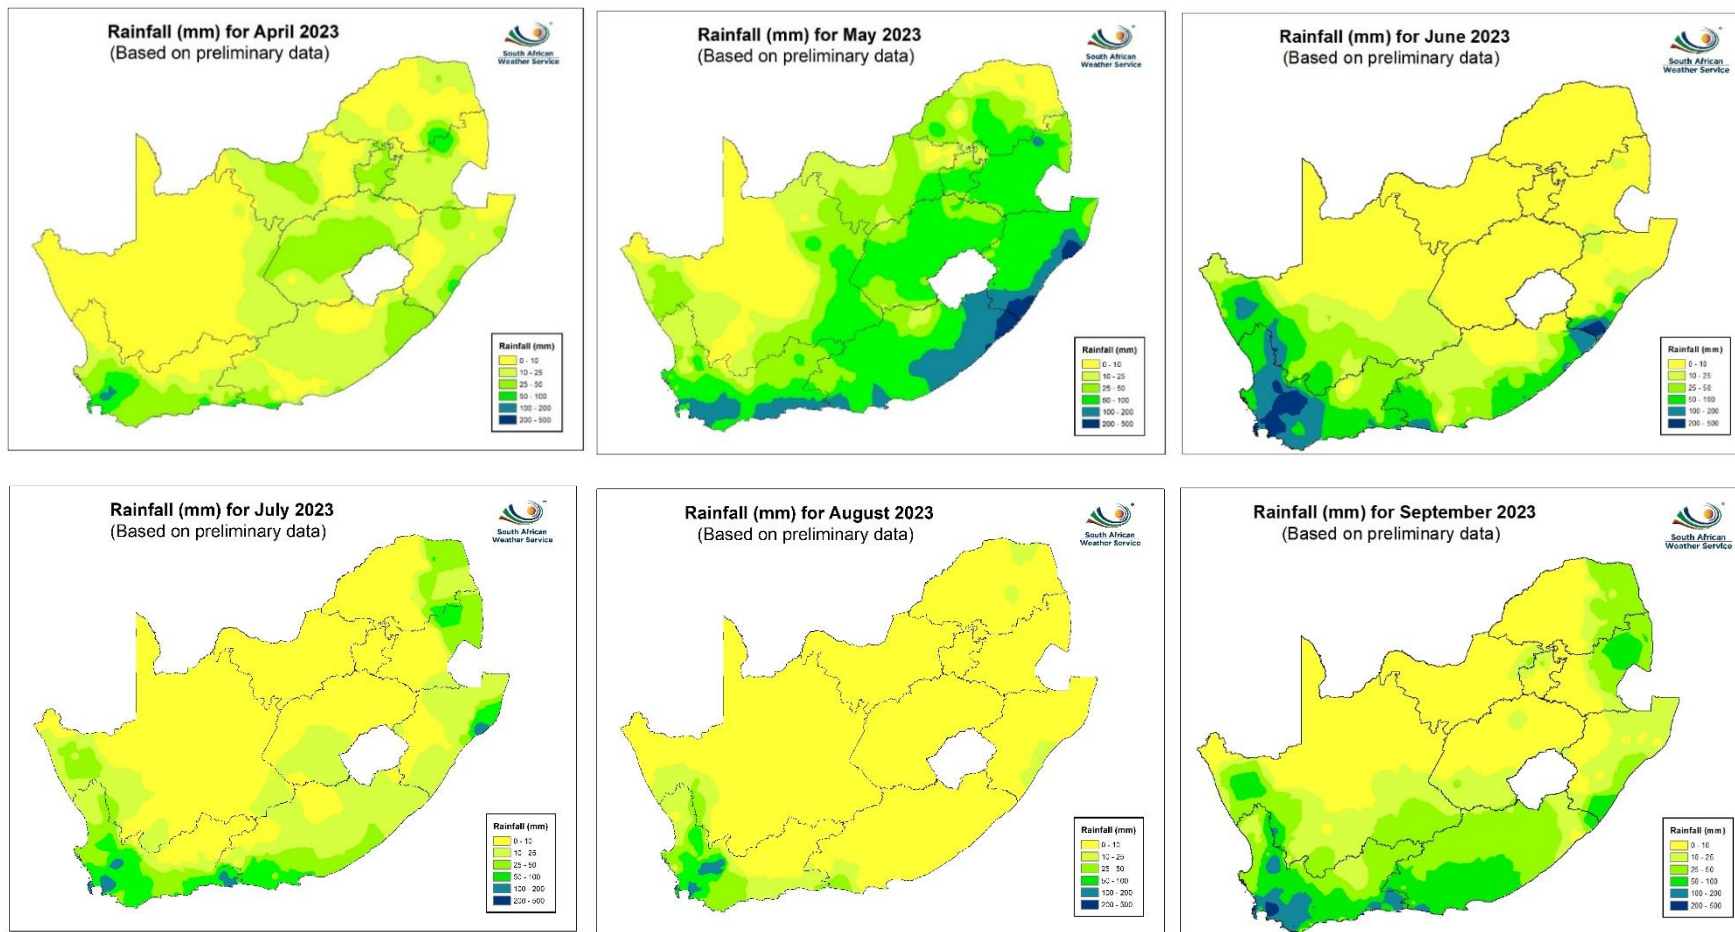 Rainfall (mm) for April 2023
(Based on preliminary data)
South African
Weather Service
Rainfall (mm)
0 - 10
10 - 25
25 - 50
50 - 100
100 - 200
200 - 500
Rainfall (mm) for May 2023
(Based on preliminary data)
South African
Weather Service
Rainfall (mm)
0 - 10
10 - 25
25 - 50
50 - 100
100 - 200
200 - 500
Rainfall (mm) for June 2023
(Based on preliminary data)
South African
Weather Service
Rainfall (mm)
0 - 10
10 - 25
25 - 50
50 - 100
100 - 200
200 - 500
Rainfall (mm) for July 2023
(Based on preliminary data)
South African
Weather Service
Rainfall (mm)
0 - 10
10 - 25
25 - 50
50 - 100
100 - 200
200 - 500
Rainfall (mm) for August 2023
(Based on preliminary data)
South African
Weather Service
Rainfall (mm)
0 - 10
10 - 25
25 - 50
50 - 100
100 - 200
200 - 500
Rainfall (mm) for September 2023
(Based on preliminary data)
South African
Weather Service
Rainfall (mm)
0 - 10
10 - 25
25 - 50
50 - 100
100 - 200
200 - 500